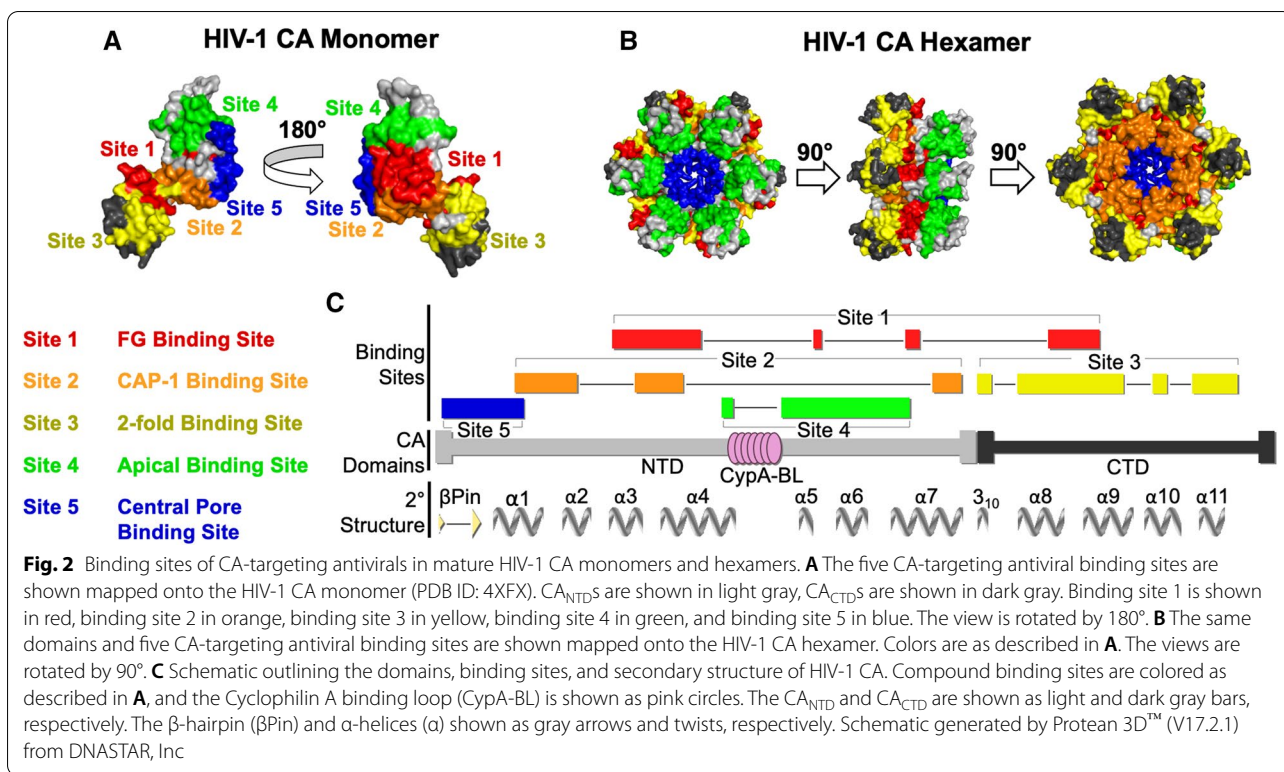 A
HIV-1 CA Monomer
Site 4
Site 4
180°
Site 1
Site 1
Site 5
Site 5
Site 2
Site 2
Site 3
Site 3
B
HIV-1 CA Hexamer
90°
90°
Site 1 FG Binding Site
Site 2 CAP-1 Binding Site
Site 3 2-fold Binding Site
Site 4 Apical Binding Site
Site 5 Central Pore
Binding Site
C
Binding
Sites
Site 1
Site 2
Site 3
Site 5
Site 4
CA
Domains
NTD
CypA-BL
CTD
2°
Structure
βPin α1 α2 α3 α4 α5 α6 α7 3₁₀ α8 α9 α10 α11
Fig. 2 Binding sites of CA-targeting antivirals in mature HIV-1 CA monomers and hexamers. A The five CA-targeting antiviral binding sites are
shown mapped onto the HIV-1 CA monomer (PDB ID: 4XFX). CA_NTDs are shown in light gray, CA_CTDs are shown in dark gray. Binding site 1 is shown
in red, binding site 2 in orange, binding site 3 in yellow, binding site 4 in green, and binding site 5 in blue. The view is rotated by 180°. B The same
domains and five CA-targeting antiviral binding sites are shown mapped onto the HIV-1 CA hexamer. Colors are as described in A. The views are
rotated by 90°. C Schematic outlining the domains, binding sites, and secondary structure of HIV-1 CA. Compound binding sites are colored as
described in A, and the Cyclophilin A binding loop (CypA-BL) is shown as pink circles. The CA_NTD and CA_CTD are shown as light and dark gray bars,
respectively. The β-hairpin (βPin) and α-helices (α) shown as gray arrows and twists, respectively. Schematic generated by Protean 3D™ (V17.2.1)
from DNASTAR, Inc